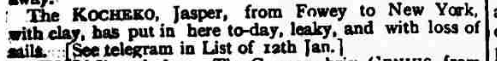 The KOCHEKO, Jasper, from Fowey to New York,
with clay, has put in here to-day, leaky, and with loss of
sails. [See telegram in List of 12th Jan.]